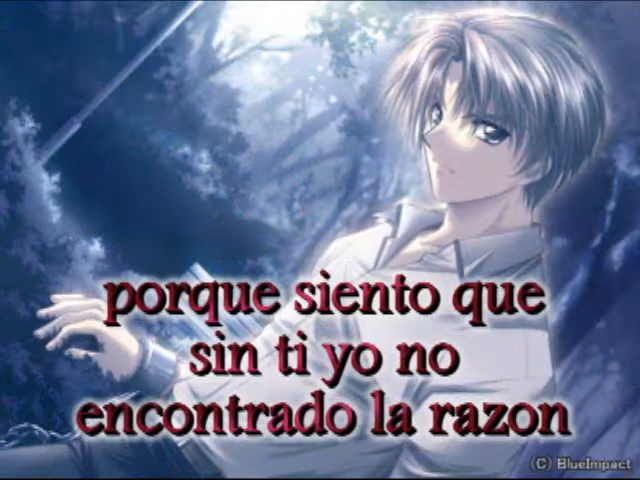 porque siento que
sin ti yo no
encontrado la razon
(C) BlueImpact